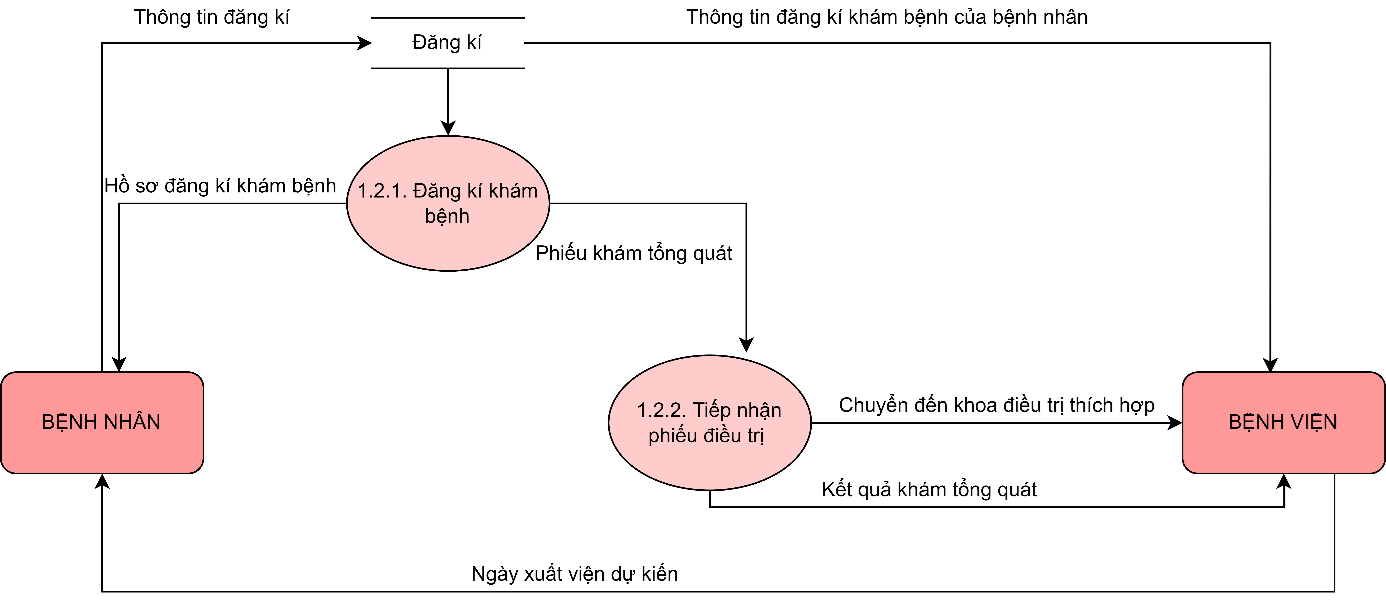 Thông tin đăng kí
Thông tin đăng kí khám bệnh của bệnh nhân
Đăng kí
Hồ sơ đăng kí khám bệnh
1.2.1. Đăng kí khám
bệnh
Phiếu khám tổng quát
BỆNH NHÂN
1.2.2. Tiếp nhận
phiếu điều trị
Chuyển đến khoa điều trị thích hợp
BỆNH VIỆN
Kết quả khám tổng quát
Ngày xuất viện dự kiến